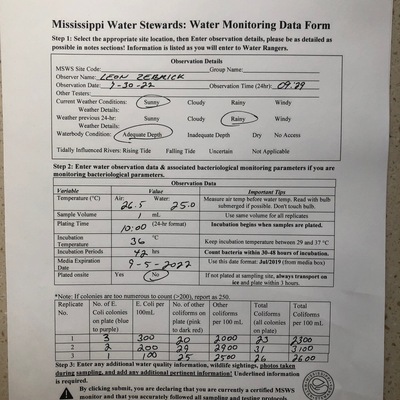 Mississippi Water Stewards: Water Monitoring Data Form
Step 1: Select the appropriate site location, then Enter observation details, please be as detailed as
possible in notes sections! Information is listed as you will enter to Water Rangers.
Observation Details
MSWS Site Code: Group Name:
Observer Name: LEON ZEBRICK
Observation Date: 7-30-22 Observation Time (24hr): 09:29
Other Testers:
Current Weather Conditions: Sunny Cloudy Rainy Windy
Weather Details:
Weather previous 24-hr: Sunny Cloudy Rainy Windy
Weather Details:
Waterbody Condition: Adequate Depth Inadequate Depth Dry No Access
Tidally Influenced Rivers: Rising Tide Falling Tide Uncertain Not Applicable
Step 2: Enter water observation data & associated bacteriological monitoring parameters if you are
monitoring bacteriological parameters.
Observation Data
Variable Value Important Tips
Temperature (°C) Air: 26.5 Water: 25.0 Measure air temp before water temp. Read with bulb
submerged if possible. Don't touch bulb.
Sample Volume 1 mL Use same volume for all replicates
Plating Time 10:00 (24-hr format) Incubation begins when samples are plated.
Incubation
Temperature 36 °C Keep incubation temperature between 29 and 37 °C
Incubation Periods 42 hrs Count bacteria within 30-48 hours of incubation.
Media Expiration
Date 9-5-2022 Use this date format: Jul/2019 (from media box)
Plated onsite Yes No If not plated at sampling site, always transport on
ice and plate within 3 hours.
*Note: If colonies are too numerous to count (>200), report as 250.
Replicate
No. No. of E.
Coli colonies
on plate (blue
to purple) E. Coli per
100mL No. of other
coliforms on
plate (pink
to dark red) Other
coliforms
per 100 mL Total
Coliforms
(all colonies
on plate) Total
Coliforms
per 100 mL
1 3 300 20 2000 23 2300
2 2 200 29 2900 31 3100
3 1 100 25 2500 26 2600
Step 3: Enter any additional water quality information, wildlife sightings, photos taken
during sampling, and add any additional pertinent information! Underlined information
is required.
By clicking submit, you are declaring that you are currently a certified MSWS
monitor and that you accurately followed all sampling and testing protocols